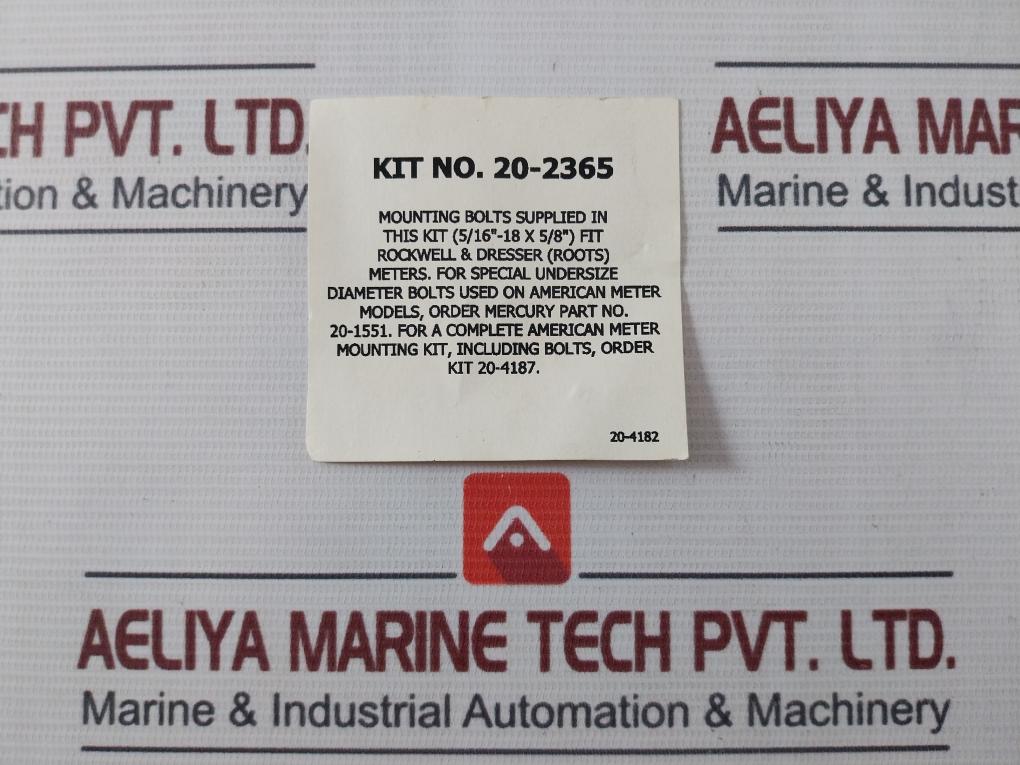 CH PVT. LTD.
tion & Machinery
AELIYA MAR
Marine & Indust
KIT NO. 20-2365
MOUNTING BOLTS SUPPLIED IN
THIS KIT (5/16"-18 X 5/8") FIT
ROCKWELL & DRESSER (ROOTS)
METERS. FOR SPECIAL UNDERSIZE
DIAMETER BOLTS USED ON AMERICAN METER
MODELS, ORDER MERCURY PART NO.
20-1551. FOR A COMPLETE AMERICAN METER
MOUNTING KIT, INCLUDING BOLTS, ORDER
KIT 20-4187.
20-4182
AELIYA MARINE TECH PVT. LTD.
Marine & Industrial Automation & Machinery